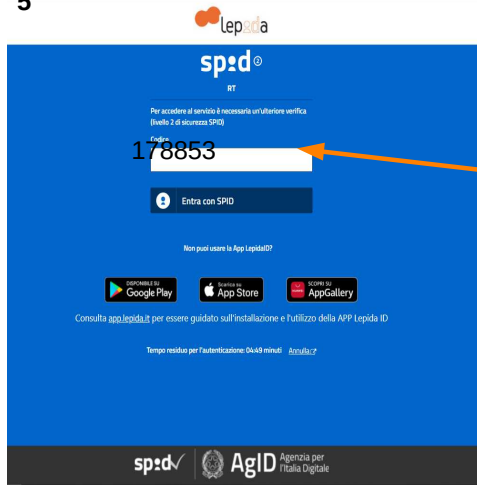 5
Lepida
spid 2
RT
Per accedere al servizio è necessaria un'ulteriore verifica
(livello 2 di sicurezza SPID)
Codice
178853
Entra con SPID
Non puoi usare la App LepidaID?
DISPONIBILE SU
Google Play
Scarica su
App Store
SCOPRI SU
AppGallery
Consulta app.lepida.it per essere guidato sull'installazione e l'utilizzo della APP Lepida ID
Tempo residuo per l'autenticazione: 04:49 minuti Annulla
spid AgID Agenzia per
l'Italia Digitale